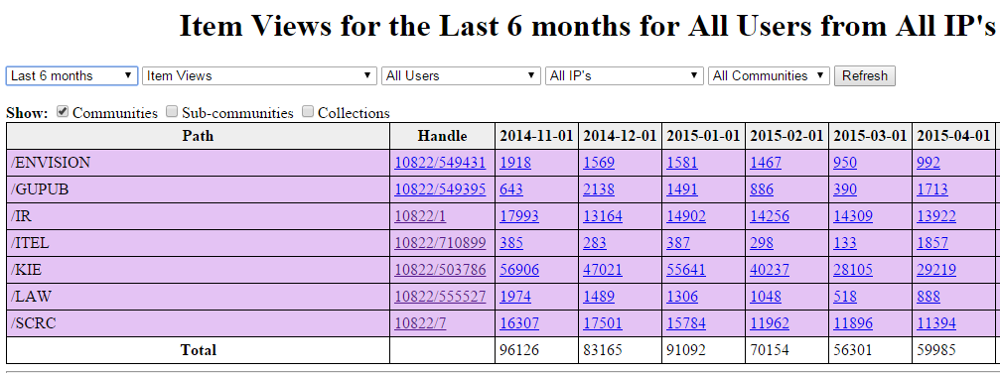 Item Views for the Last 6 months for All Users from All IP's
Last 6 months Item Views All Users All IP's All Communities Refresh
Show: Communities Sub-communities Collections
Path Handle 2014-11-01 2014-12-01 2015-01-01 2015-02-01 2015-03-01 2015-04-01
/ENVISION 10822/549431 1918 1569 1581 1467 950 992
/GUPUB 10822/549395 643 2138 1491 886 390 1713
/IR 10822/1 17993 13164 14902 14256 14309 13922
/ITEL 10822/710899 385 283 387 298 133 1857
/KIE 10822/503786 56906 47021 55641 40237 28105 29219
/LAW 10822/555527 1974 1489 1306 1048 518 888
/SCRC 10822/7 16307 17501 15784 11962 11896 11394
Total 96126 83165 91092 70154 56301 59985